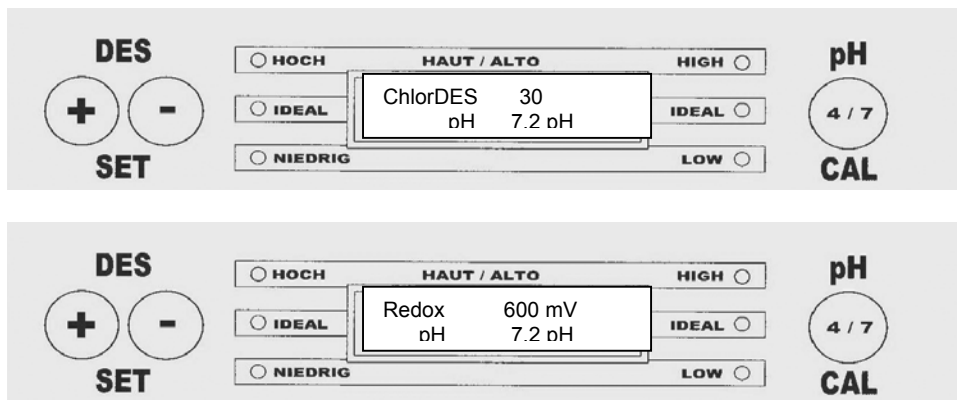 DES
+ -
SET
HOCH HAUT / ALTO HIGH
IDEAL IDEAL
NIEDRIG LOW
ChlorDES 30
pH 7.2 pH
pH
4 / 7
CAL
DES
+ -
SET
HOCH HAUT / ALTO HIGH
IDEAL IDEAL
NIEDRIG LOW
Redox 600 mV
pH 7.2 pH
pH
4 / 7
CAL